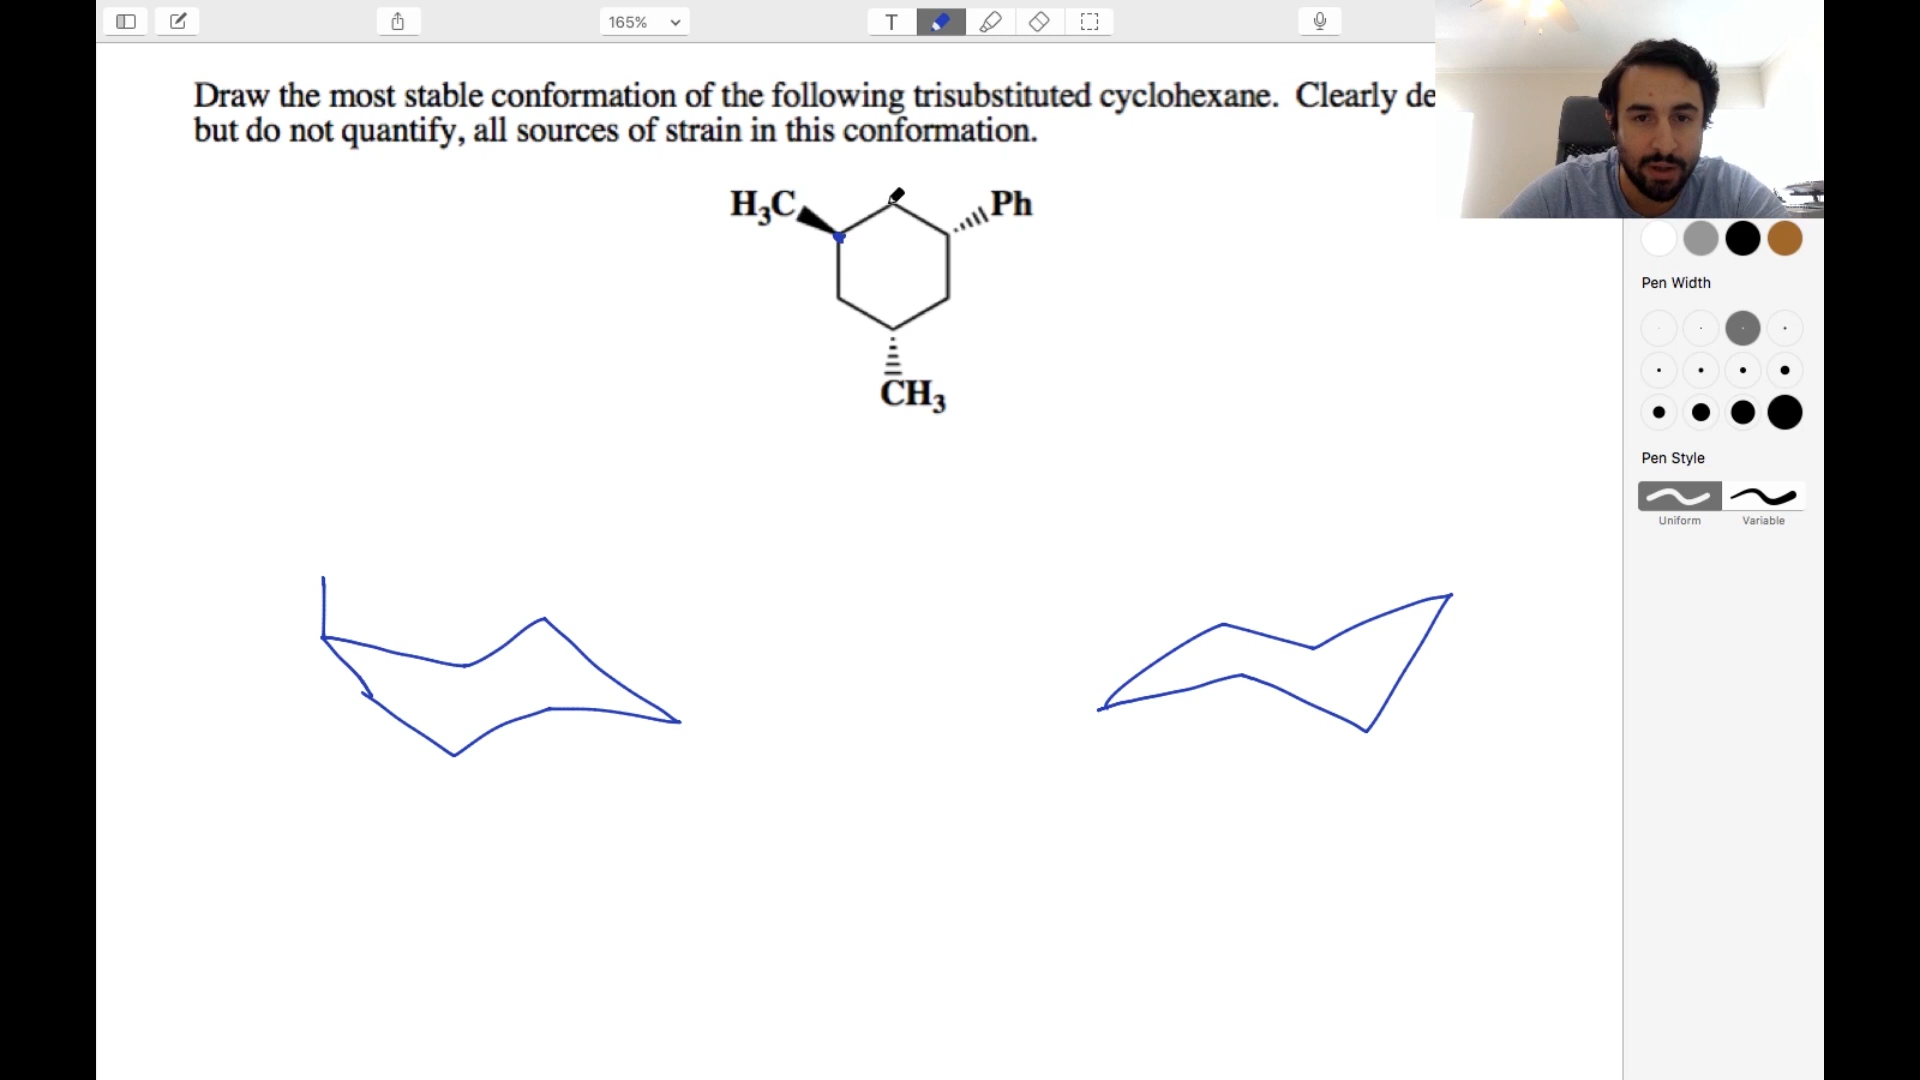 165%
T
Draw the most stable conformation of the following trisubstituted cyclohexane. Clearly de
but do not quantify, all sources of strain in this conformation.
H₃C
Ph
CH₃
Pen Width
Pen Style
Uniform
Variable